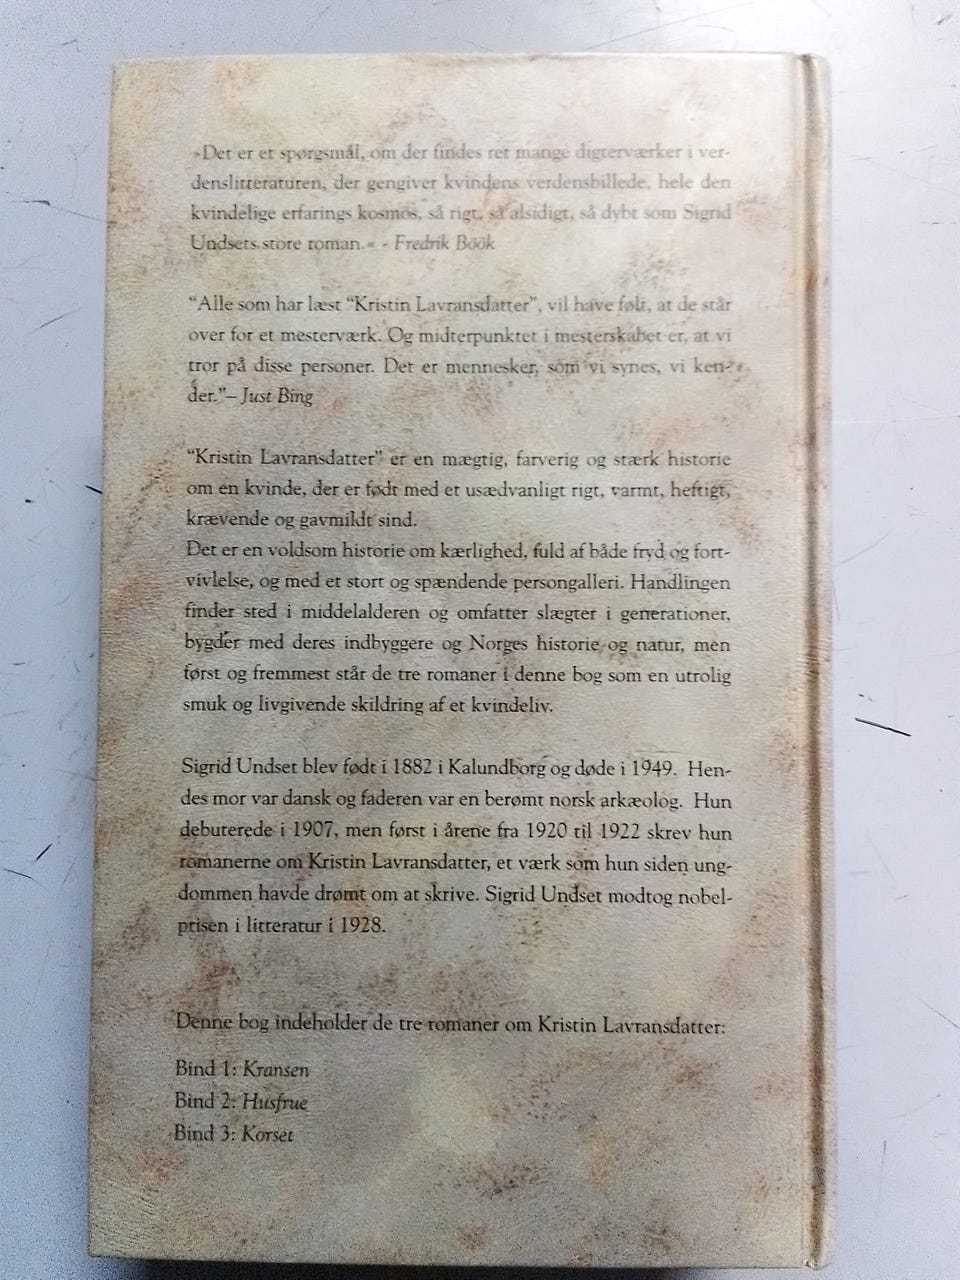 »Det er et spørgsmål, om der findes ret mange digterværker i ver-
denslitteraturen, der gengiver kvindens verdensbillede, hele den
kvindelige erfarings kosmos, så rigt, så alsidigt, så dybt som Sigrid
Undsets store roman.« - Fredrik Böök
“Alle som har læst “Kristin Lavransdatter”, vil have følt, at de står
over for et mesterværk. Og midterpunktet i mesterskabet er, at vi
tror på disse personer. Det er mennesker, som vi synes, vi ken-
der.”– Just Bing
“Kristin Lavransdatter” er en mægtig, farverig og stærk historie
om en kvinde, der er født med et usædvanligt rigt, varmt, heftigt,
krævende og gavmildt sind.
Det er en voldsom historie om kærlighed, fuld af både fryd og fort-
vivlelse, og med et stort og spændende persongalleri. Handlingen
finder sted i middelalderen og omfatter slægter i generationer,
bygder med deres indbyggere og Norges historie og natur, men
først og fremmest står de tre romaner i denne bog som en utrolig
smuk og livgivende skildring af et kvindeliv.
Sigrid Undset blev født i 1882 i Kalundborg og døde i 1949. Hen-
des mor var dansk og faderen var en berømt norsk arkæolog. Hun
debuterede i 1907, men først i årene fra 1920 til 1922 skrev hun
romanerne om Kristin Lavransdatter, et værk som hun siden ung-
dommen havde drømt om at skrive. Sigrid Undset modtog nobel-
prisen i litteratur i 1928.
Denne bog indeholder de tre romaner om Kristin Lavransdatter:
Bind 1: Kransen
Bind 2: Husfrue
Bind 3: Korset